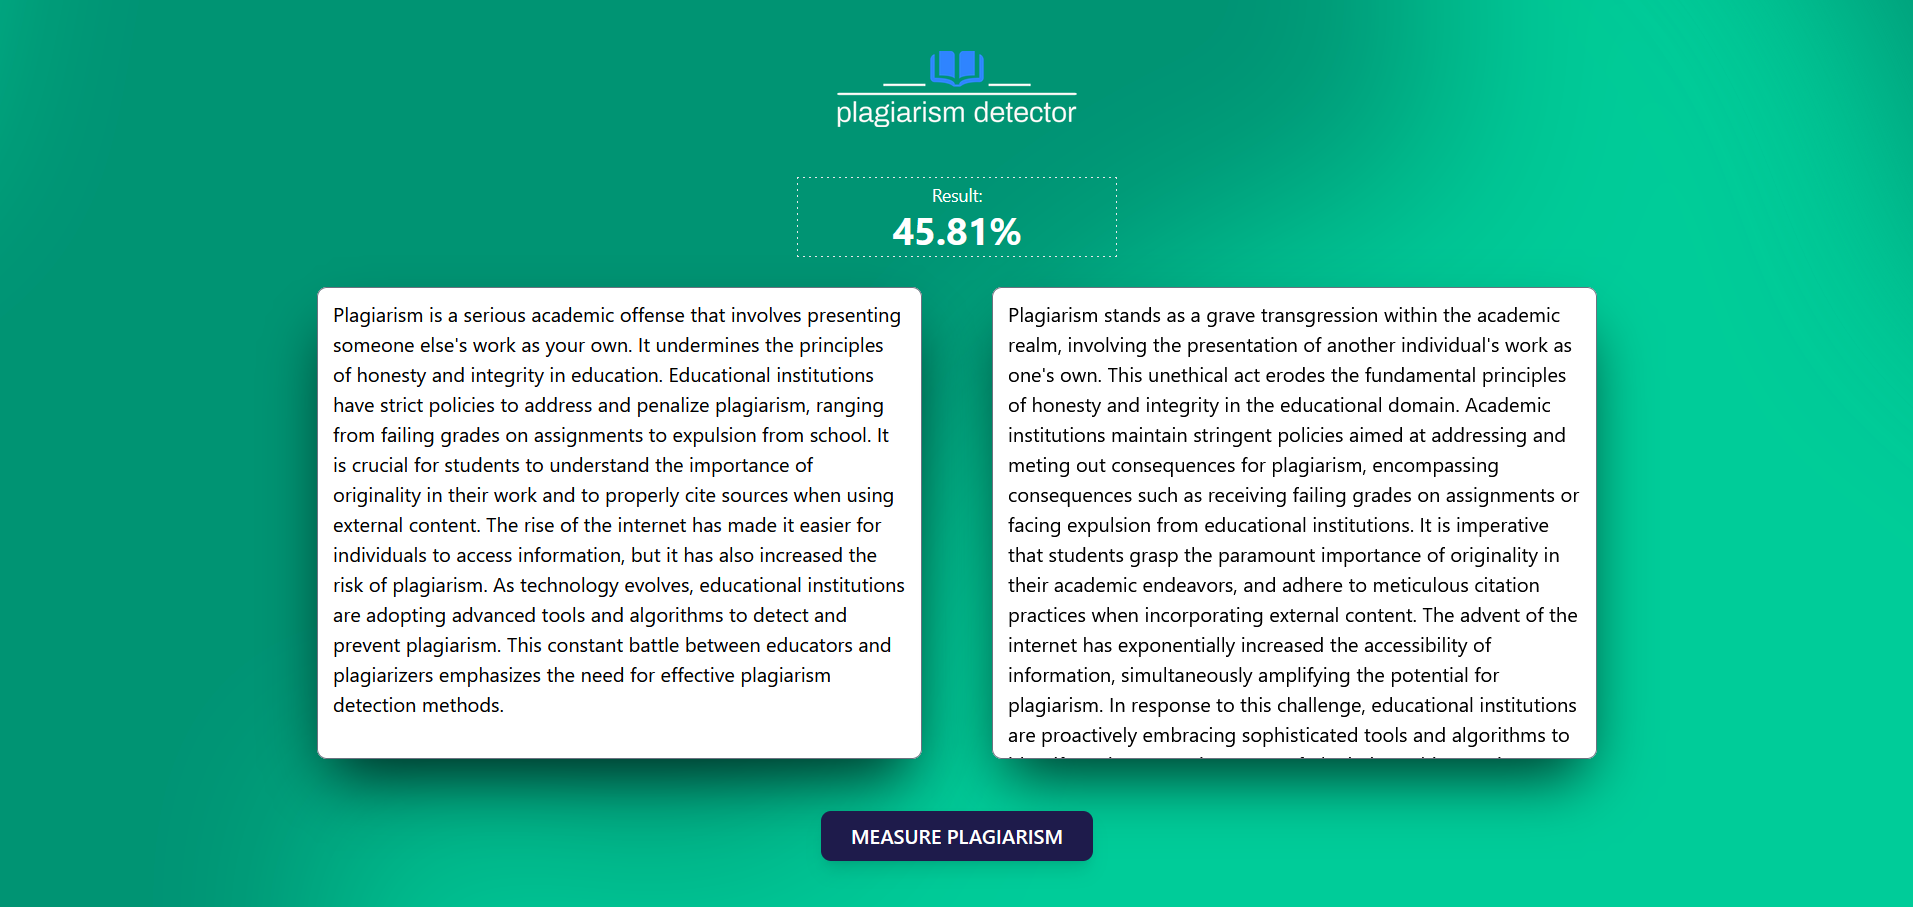 plagiarism detector
Result:
45.81%
Plagiarism is a serious academic offense that involves presenting
someone else's work as your own. It undermines the principles
of honesty and integrity in education. Educational institutions
have strict policies to address and penalize plagiarism, ranging
from failing grades on assignments to expulsion from school. It
is crucial for students to understand the importance of
originality in their work and to properly cite sources when using
external content. The rise of the internet has made it easier for
individuals to access information, but it has also increased the
risk of plagiarism. As technology evolves, educational institutions
are adopting advanced tools and algorithms to detect and
prevent plagiarism. This constant battle between educators and
plagiarizers emphasizes the need for effective plagiarism
detection methods.
Plagiarism stands as a grave transgression within the academic
realm, involving the presentation of another individual's work as
one's own. This unethical act erodes the fundamental principles
of honesty and integrity in the educational domain. Academic
institutions maintain stringent policies aimed at addressing and
meting out consequences for plagiarism, encompassing
consequences such as receiving failing grades on assignments or
facing expulsion from educational institutions. It is imperative
that students grasp the paramount importance of originality in
their academic endeavors, and adhere to meticulous citation
practices when incorporating external content. The advent of the
internet has exponentially increased the accessibility of
information, simultaneously amplifying the potential for
plagiarism. In response to this challenge, educational institutions
are proactively embracing sophisticated tools and algorithms to
MEASURE PLAGIARISM